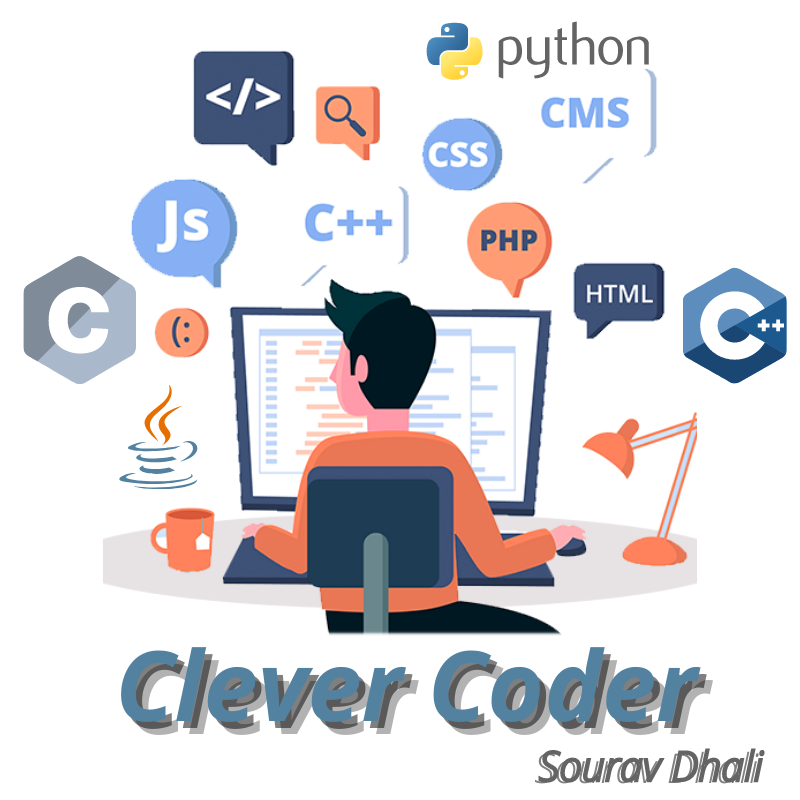 python
</>
CMS
CSS
Js
C++
PHP
HTML
C
C++
(:
Clever Coder
Sourav Dhali